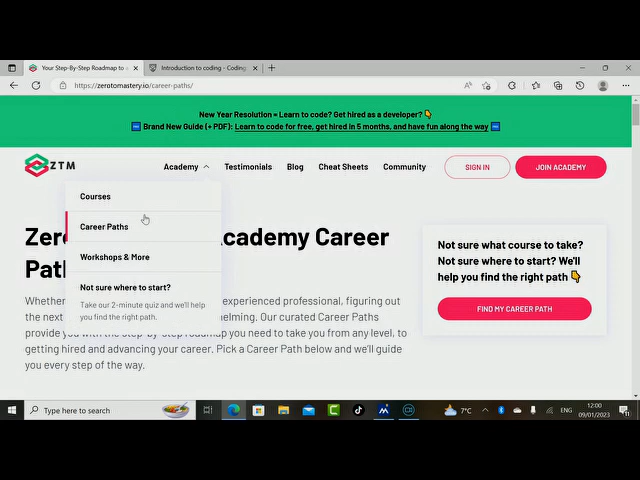 Your Step-By-Step Roadmap to
Introduction to coding - Coding
https://zerotomastery.io/career-paths/
New Year Resolution = Learn to code? Get hired as a developer? 👇
➡️ Brand New Guide (+ PDF): Learn to code for free, get hired in 5 months, and have fun along the way
ZTM
Academy Testimonials Blog Cheat Sheets Community SIGN IN JOIN ACADEMY
Courses
Career Paths
Workshops & More
Not sure where to start?
Take our 2-minute quiz and we'll help
you find the right path.
Zer Academy Career
Pat
Whether experienced professional, figuring out
the next helming. Our curated Career Paths
provide you with the step-by-step roadmap you need to take you from any level, to
getting hired and advancing your career. Pick a Career Path below and we'll guide
you every step of the way.
Not sure what course to take?
Not sure where to start? We'll
help you find the right path 👇
FIND MY CAREER PATH
Type here to search
7°C
ENG
12:00
09/01/2023